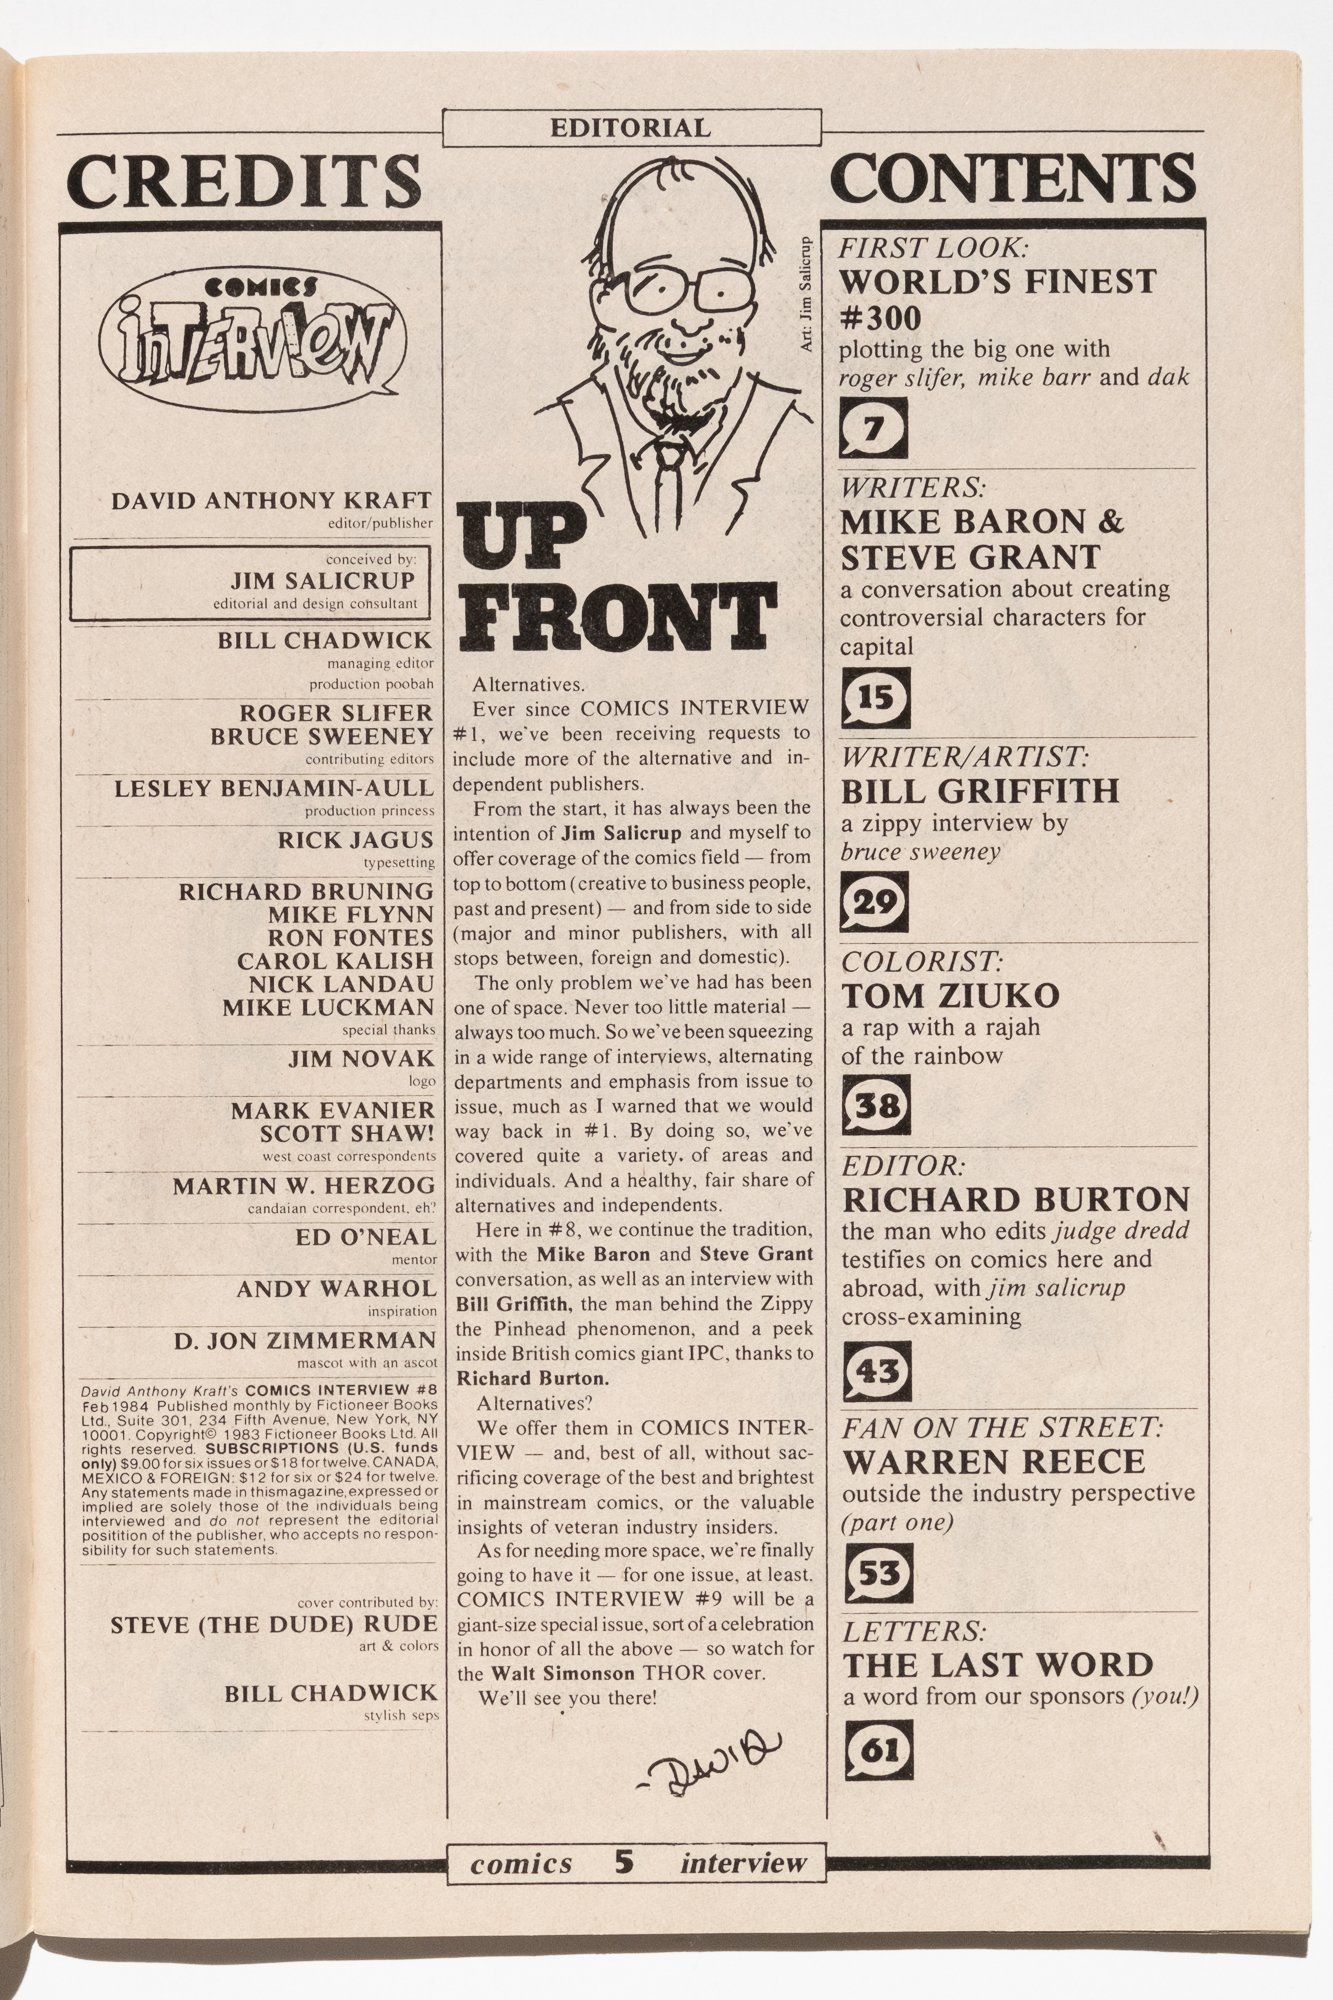 EDITORIAL
CREDITS
COMICS
INTERVIEW
DAVID ANTHONY KRAFT
editor/publisher
conceived by:
JIM SALICRUP
editorial and design consultant
BILL CHADWICK
managing editor
production poobah
ROGER SLIFER
BRUCE SWEENEY
contributing editors
LESLEY BENJAMIN-AULL
production princess
RICK JAGUS
typesetting
RICHARD BRUNING
MIKE FLYNN
RON FONTES
CAROL KALISH
NICK LANDAU
MIKE LUCKMAN
special thanks
JIM NOVAK
logo
MARK EVANIER
SCOTT SHAW!
west coast correspondents
MARTIN W. HERZOG
candaian correspondent, eh?
ED O'NEAL
mentor
ANDY WARHOL
inspiration
D. JON ZIMMERMAN
mascot with an ascot
David Anthony Kraft's COMICS INTERVIEW #8
Feb 1984 Published monthly by Fictioneer Books
Ltd., Suite 301, 234 Fifth Avenue, New York, NY
10001. Copyright© 1983 Fictioneer Books Ltd. All
rights reserved. SUBSCRIPTIONS (U.S. funds
only) $9.00 for six issues or $18 for twelve. CANADA,
MEXICO & FOREIGN: $12 for six or $24 for twelve.
Any statements made in thismagazine, expressed or
implied are solely those of the individuals being
interviewed and do not represent the editorial
positition of the publisher, who accepts no respon-
sibility for such statements.
cover contributed by:
STEVE (THE DUDE) RUDE
art & colors
BILL CHADWICK
stylish seps
Art: Jim Salicrup
UP
FRONT
Alternatives.
Ever since COMICS INTERVIEW
#1, we've been receiving requests to
include more of the alternative and in-
dependent publishers.
From the start, it has always been the
intention of Jim Salicrup and myself to
offer coverage of the comics field — from
top to bottom (creative to business people,
past and present) — and from side to side
(major and minor publishers, with all
stops between, foreign and domestic).
The only problem we've had has been
one of space. Never too little material —
always too much. So we've been squeezing
in a wide range of interviews, alternating
departments and emphasis from issue to
issue, much as I warned that we would
way back in #1. By doing so, we've
covered quite a variety. of areas and
individuals. And a healthy, fair share of
alternatives and independents.
Here in #8, we continue the tradition,
with the Mike Baron and Steve Grant
conversation, as well as an interview with
Bill Griffith, the man behind the Zippy
the Pinhead phenomenon, and a peek
inside British comics giant IPC, thanks to
Richard Burton.
Alternatives?
We offer them in COMICS INTER-
VIEW — and, best of all, without sac-
rificing coverage of the best and brightest
in mainstream comics, or the valuable
insights of veteran industry insiders.
As for needing more space, we're finally
going to have it — for one issue, at least.
COMICS INTERVIEW #9 will be a
giant-size special issue, sort of a celebration
in honor of all the above — so watch for
the Walt Simonson THOR cover.
We'll see you there!
-DAVID
CONTENTS
FIRST LOOK:
WORLD'S FINEST
#300
plotting the big one with
roger slifer, mike barr and dak
7
WRITERS:
MIKE BARON &
STEVE GRANT
a conversation about creating
controversial characters for
capital
15
WRITER/ARTIST:
BILL GRIFFITH
a zippy interview by
bruce sweeney
29
COLORIST:
TOM ZIUKO
a rap with a rajah
of the rainbow
38
EDITOR:
RICHARD BURTON
the man who edits judge dredd
testifies on comics here and
abroad, with jim salicrup
cross-examining
43
FAN ON THE STREET:
WARREN REECE
outside the industry perspective
(part one)
53
LETTERS:
THE LAST WORD
a word from our sponsors (you!)
61
comics 5 interview